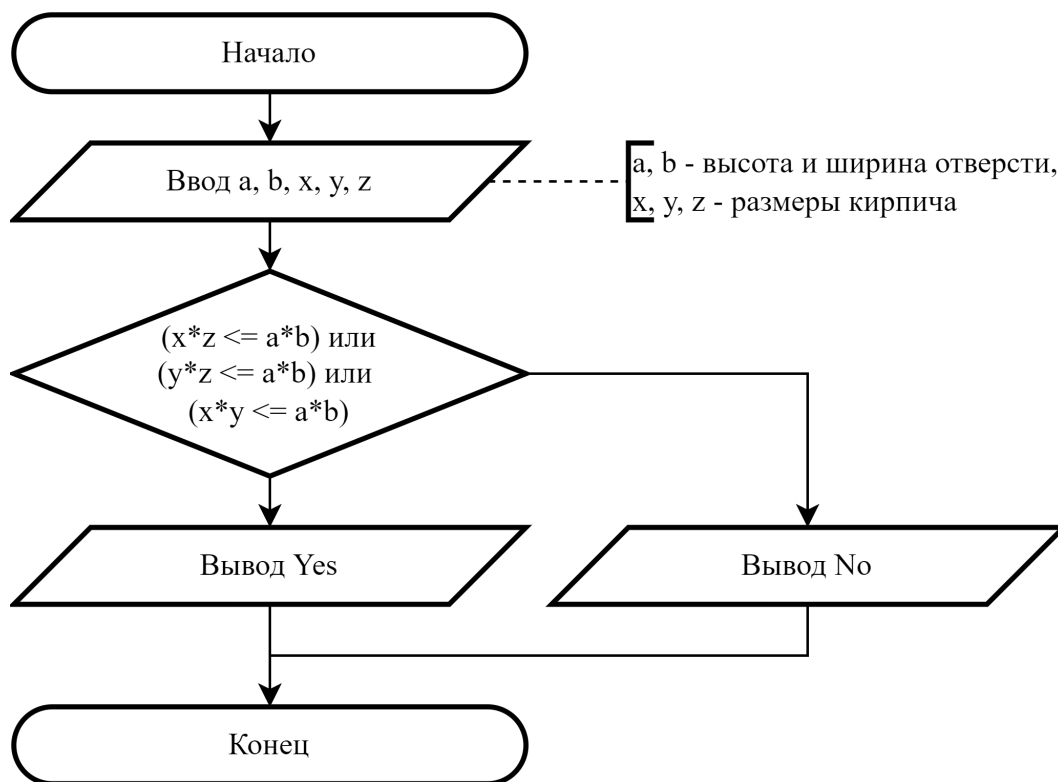 Начало
Ввод a, b, x, y, z
a, b - высота и ширина отверсти,
x, y, z - размеры кирпича
(x*z <= a*b) или
(y*z <= a*b) или
(x*y <= a*b)
Вывод Yes
Вывод No
Конец